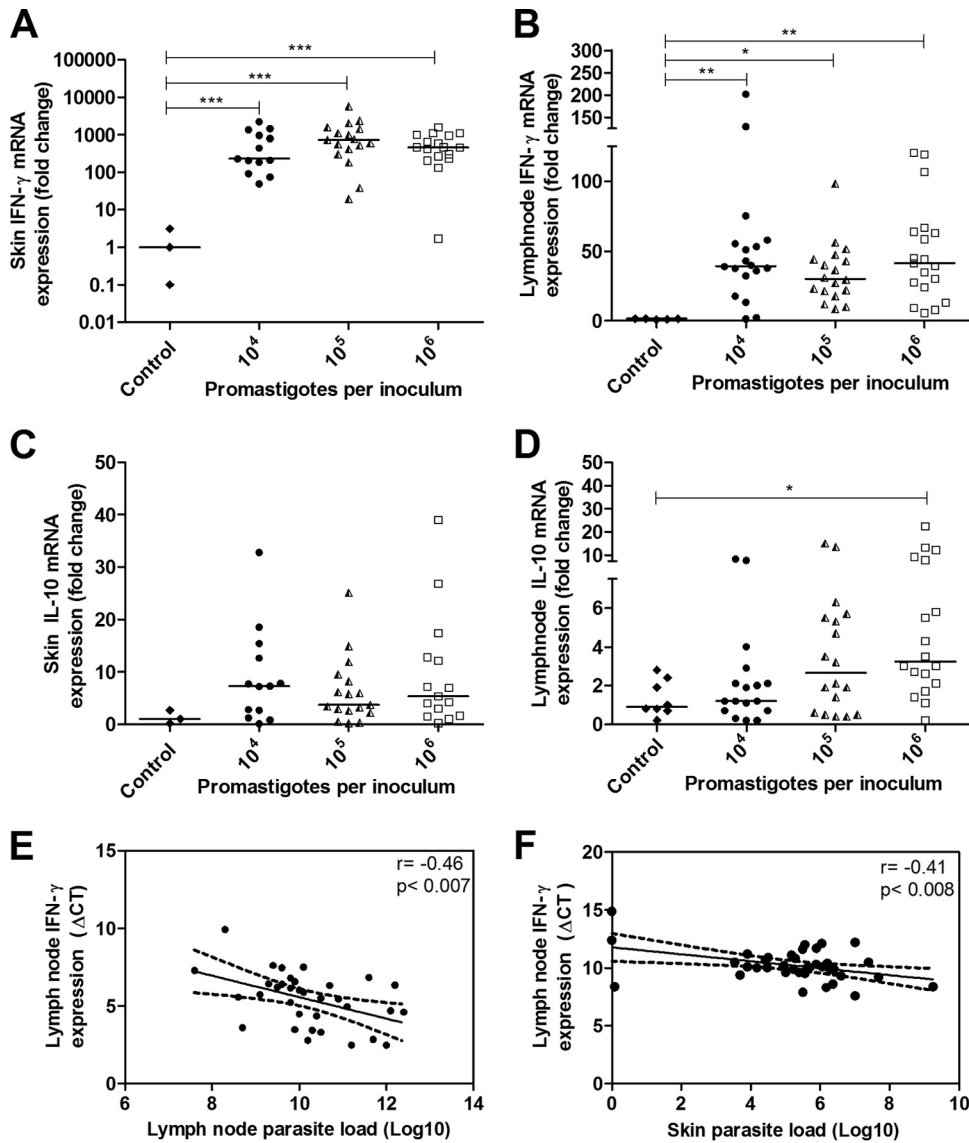 A
Skin IFN-γ mRNA
expression (fold change)
100000
10000
1000
100
10
1
0.1
0.01
***
***
***
Control
10⁴
10⁵
10⁶
Promastigotes per inoculum
B
Lymphnode IFN-γ mRNA
expression (fold change)
300
250
200
150
100
50
0
**
*
**
Control
10⁴
10⁵
10⁶
Promastigotes per inoculum
C
Skin IL-10 mRNA
expression (fold change)
50
40
30
20
10
0
Control
10⁴
10⁵
10⁶
Promastigotes per inoculum
D
Lymphnode IL-10 mRNA
expression (fold change)
50
40
30
20
10
6
4
2
0
*
Control
10⁴
10⁵
10⁶
Promastigotes per inoculum
E
Lymph node IFN-γ
expression (ΔCT)
15
10
5
0
r= -0.46
p< 0.007
6
8
10
12
14
Lymph node parasite load (Log10)
F
Lymph node IFN-γ
expression (ΔCT )
20
15
10
5
0
r= -0.41
p< 0.008
0
2
4
6
8
10
Skin parasite load (Log10)